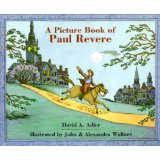 A Picture Book of
Paul Revere
David A. Adler
Illustrated by John & Alexandra Wallner